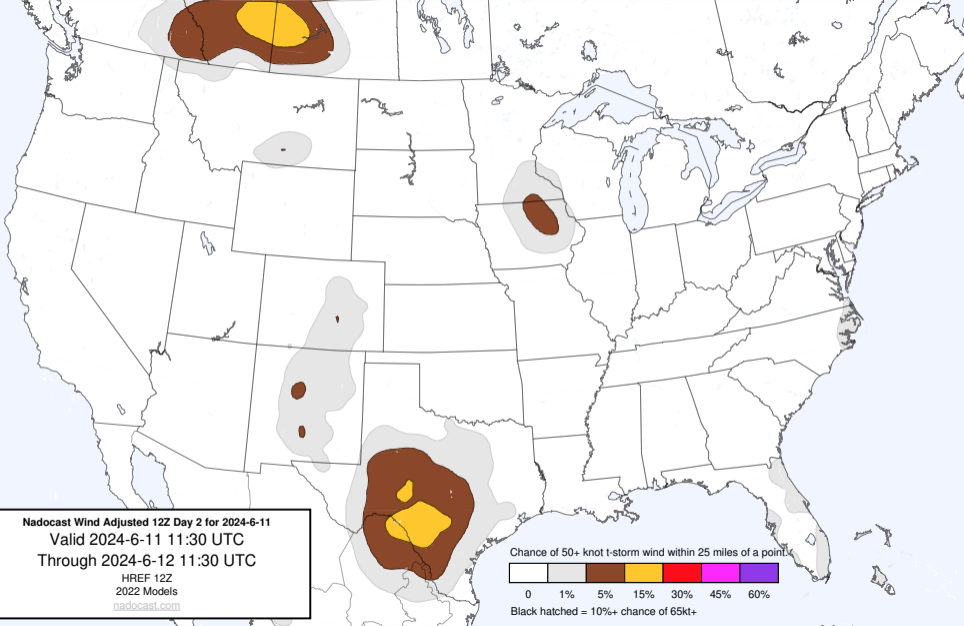 Nadocast Wind Adjusted 12Z Day 2 for 2024-6-11
Valid 2024-6-11 11:30 UTC
Through 2024-6-12 11:30 UTC
HREF 12Z
2022 Models
nadocast.com
Chance of 50+ knot t-storm wind within 25 miles of a point.
0 1% 5% 15% 30% 45% 60%
Black hatched = 10%+ chance of 65kt+